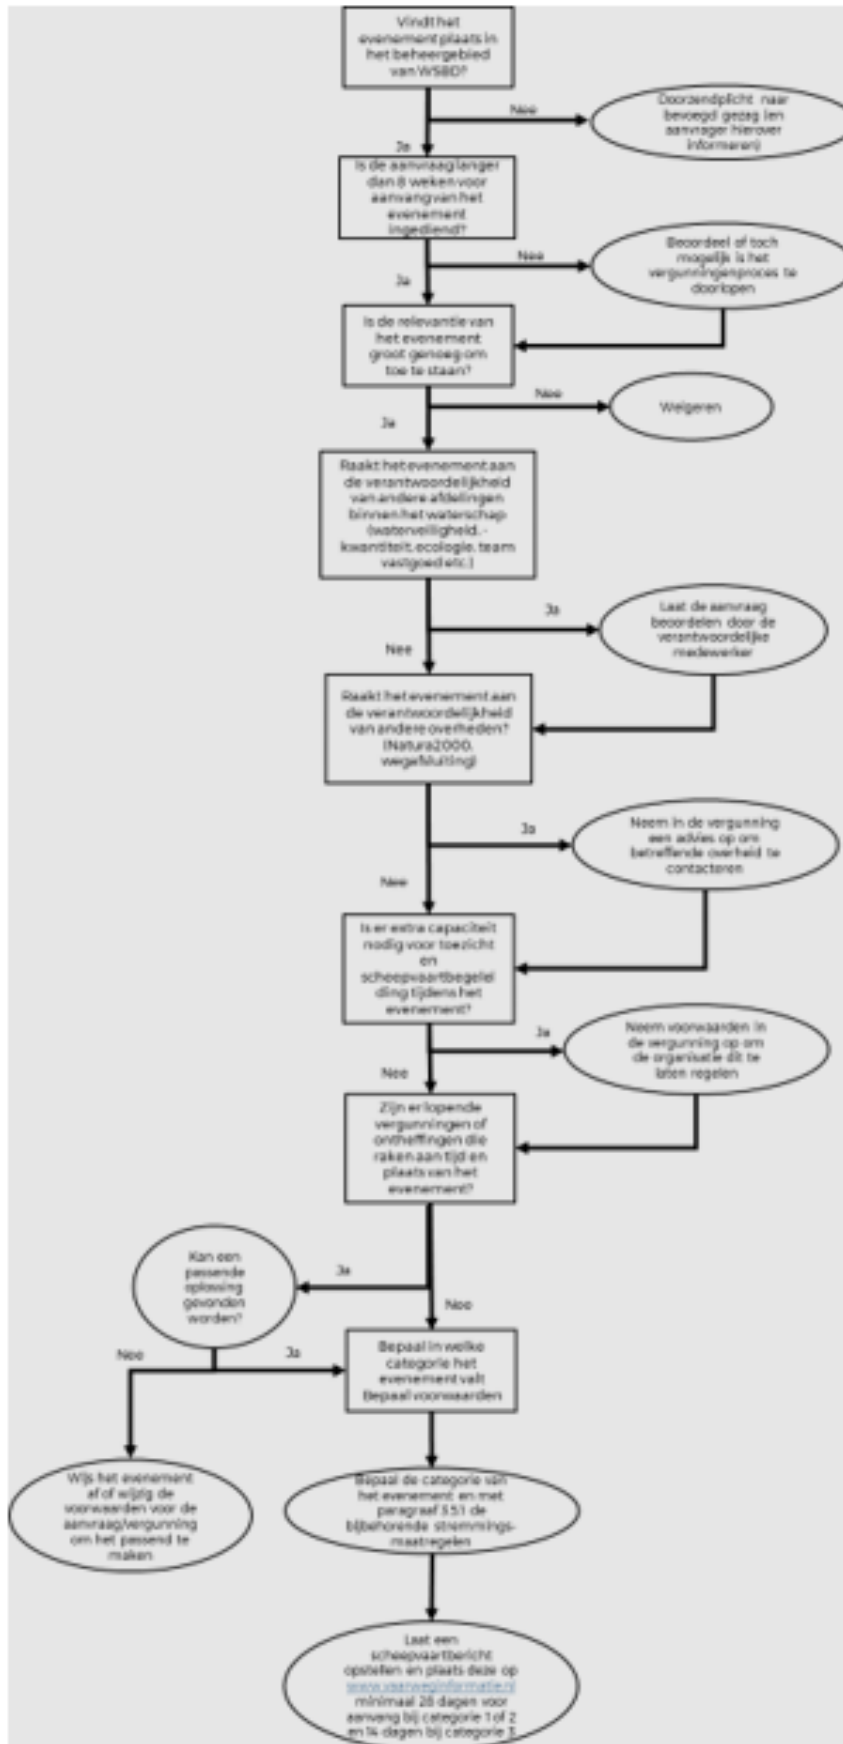 Vindt het
evenement plaats in
het beheergebied
van WSBD?
Nee
Doorzendplicht naar
bevoegd gezag (en
aanvrager hierover
informeren)
Ja
Is de aanvraag langer
dan 8 weken voor
aanvang van het
evenement
ingediend?
Nee
Beoordeel of toch
mogelijk is het
vergunningenproces te
doorlopen
Ja
Is de relevantie van
het evenement
groot genoeg om
toe te staan?
Nee
Weigeren
Ja
Raakt het evenement aan
de verantwoordelijkheid
van andere afdelingen
binnen het waterschap
(waterveiligheid, -
kwantiteit, ecologie, team
vastgoed etc.)
Ja
Laat de aanvraag
beoordelen door de
verantwoordelijke
medewerker
Nee
Raakt het evenement aan
de verantwoordelijkheid
van andere overheden?
(Natura2000,
wegafsluiting)
Ja
Neem in de vergunning
een advies op om
betreffende overheid te
contacteren
Nee
Is er extra capaciteit
nodig voor toezicht
en
scheepvaartbegelei
ding tijdens het
evenement?
Ja
Neem voorwaarden in
de vergunning op om
de organisatie dit te
laten regelen
Nee
Zijn er lopende
vergunningen of
ontheffingen die
raken aan tijd en
plaats van het
evenement?
Kan een
passende
oplossing
gevonden
worden?
Ja
Nee
Nee
Ja
Bepaal in welke
categorie het
evenement valt
Bepaal voorwaarden
Wijs het evenement
af of wijzig de
voorwaarden voor de
aanvraag/vergunning
om het passend te
maken
Bepaal de categorie van
het evenement en met
paragraaf 3.5.1 de
bijbehorende stremmings-
maatregelen
Laat een
scheepvaartbericht
opstellen en plaats deze op
www.vaarweginformatie.nl
minimaal 28 dagen voor
aanvang bij categorie 1 of 2
en 14 dagen bij categorie 3